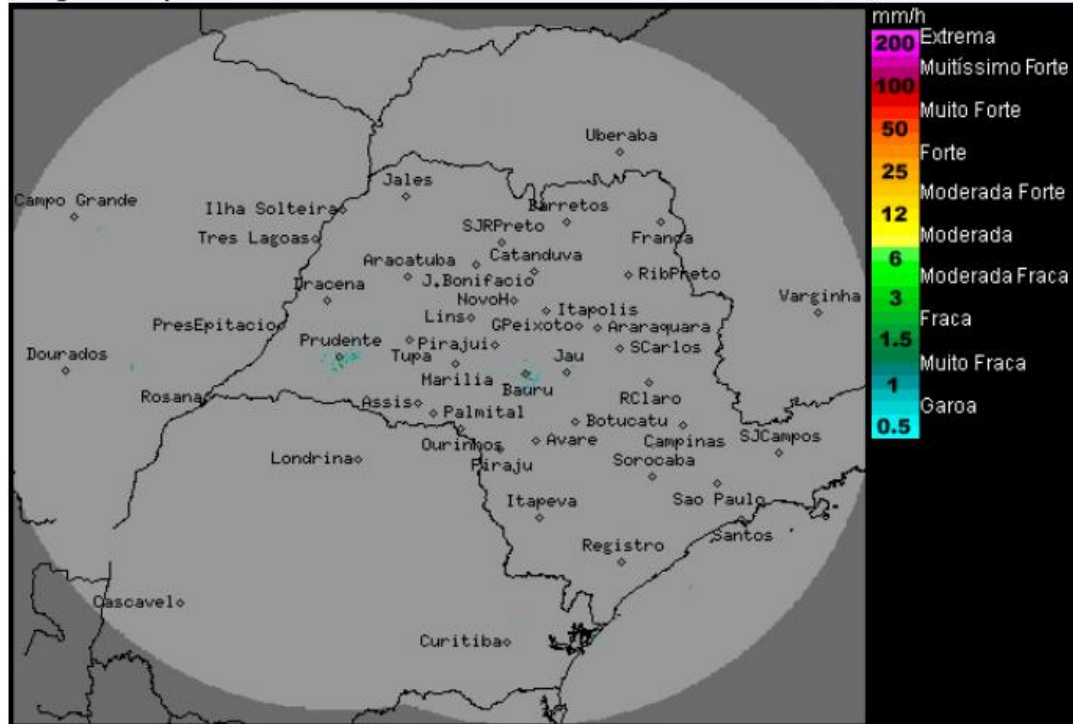 mm/h
200 Extrema
Muitíssimo Forte
100
Muito Forte
50
Forte
25
Moderada Forte
12
Moderada
6
Moderada Fraca
3
Fraca
1.5
Muito Fraca
1
Garoa
0.5
Uberaba
Jales
Campo Grande
Ilha Solteira
Barretos
SJRPreto
Franca
Tres Lagoas
Catanduva
Aracatuba
RibPreto
J.Bonifacio
Dracena
NovoH
Varginha
Itapolis
Lins
PresEpitacio
GPeixoto
Araraquara
Prudente
Pirajui
SCarlos
Dourados
Tupa
Jau
Marilia
Bauru
Rosana
Assis
RClaro
Palmital
Botucatu
Ourinhos
Avare
Campinas
SJCampos
Londrina
Piraju
Sorocaba
Itapeva
Sao Paulo
Santos
Registro
Cascavel
Curitiba